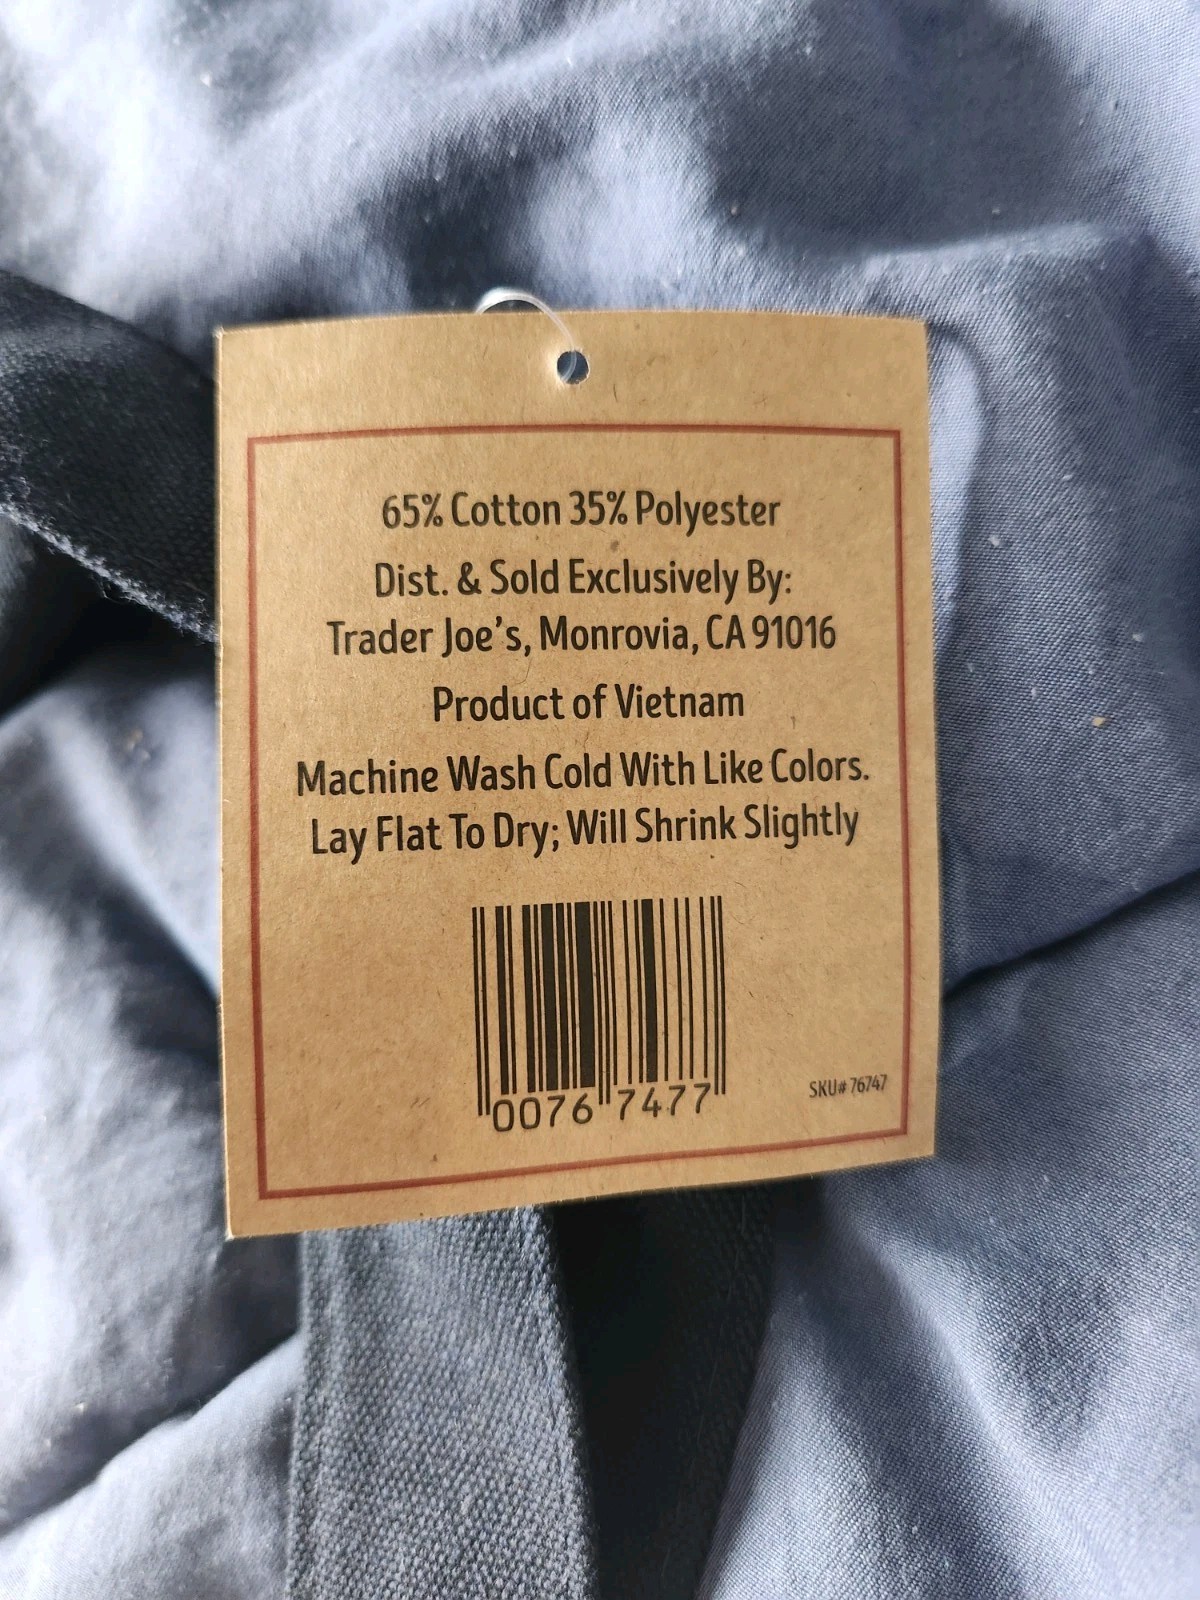 65% Cotton 35% Polyester
Dist. & Sold Exclusively By:
Trader Joe's, Monrovia, CA 91016
Product of Vietnam
Machine Wash Cold With Like Colors.
Lay Flat To Dry; Will Shrink Slightly
SKU# 76747
0076 7477